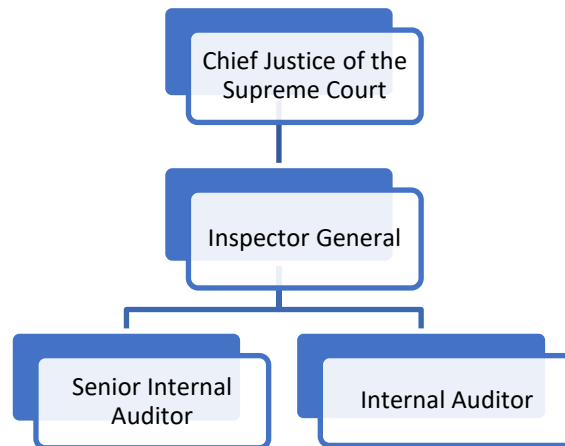 Chief Justice of the
Supreme Court
Inspector General
Senior Internal
Auditor
Internal Auditor